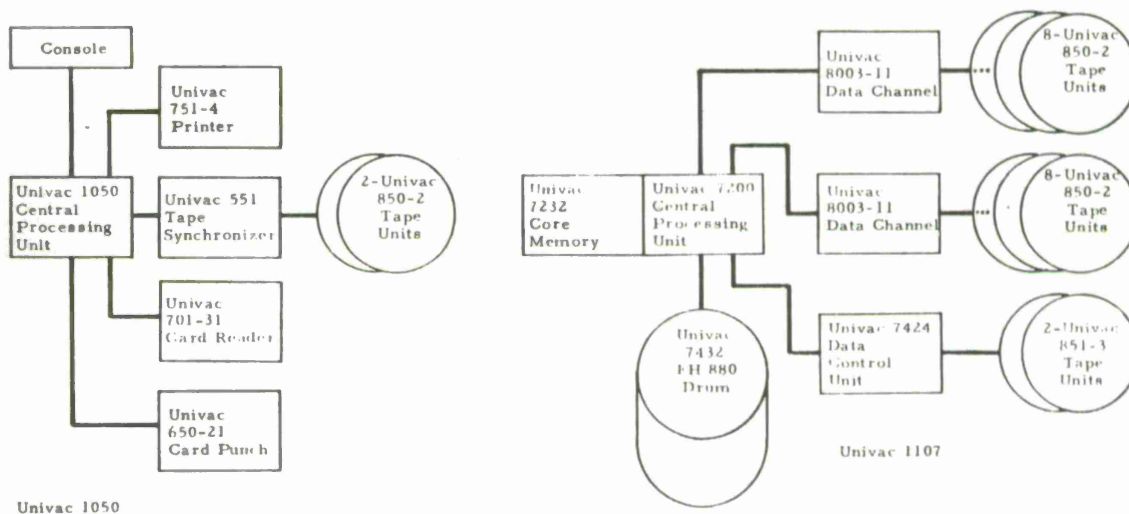 Console
Univac
751-4
Printer
Univac 1050
Central
Processing
Unit
Univac 551
Tape
Synchronizer
2-Univac
850-2
Tape
Units
Univac
701-31
Card Reader
Univac
650-21
Card Punch
Univac 1050
Univac
8003-11
Data Channel
8-Univac
850-2
Tape
Units
Univac
7232
Core
Memory
Univac 7200
Central
Processing
Unit
Univac
8003-11
Data Channel
8-Univac
850-2
Tape
Units
Univac
7432
FH 880
Drum
Univac 7424
Data
Control
Unit
2-Univac
851-3
Tape
Units
Univac 1107